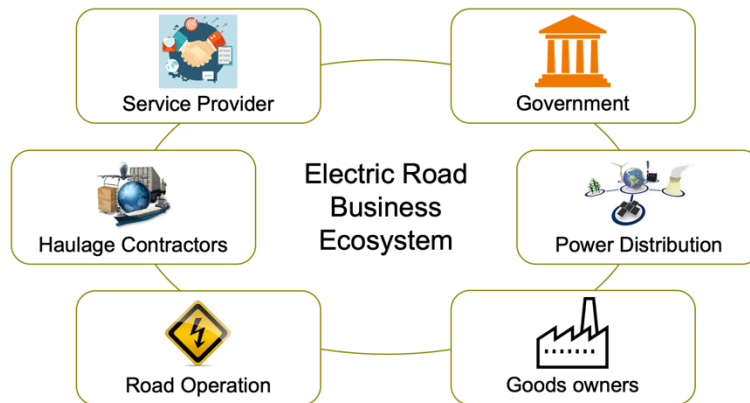 Service Provider
Government
Electric Road
Business
Ecosystem
Haulage Contractors
Power Distribution
Road Operation
Goods owners